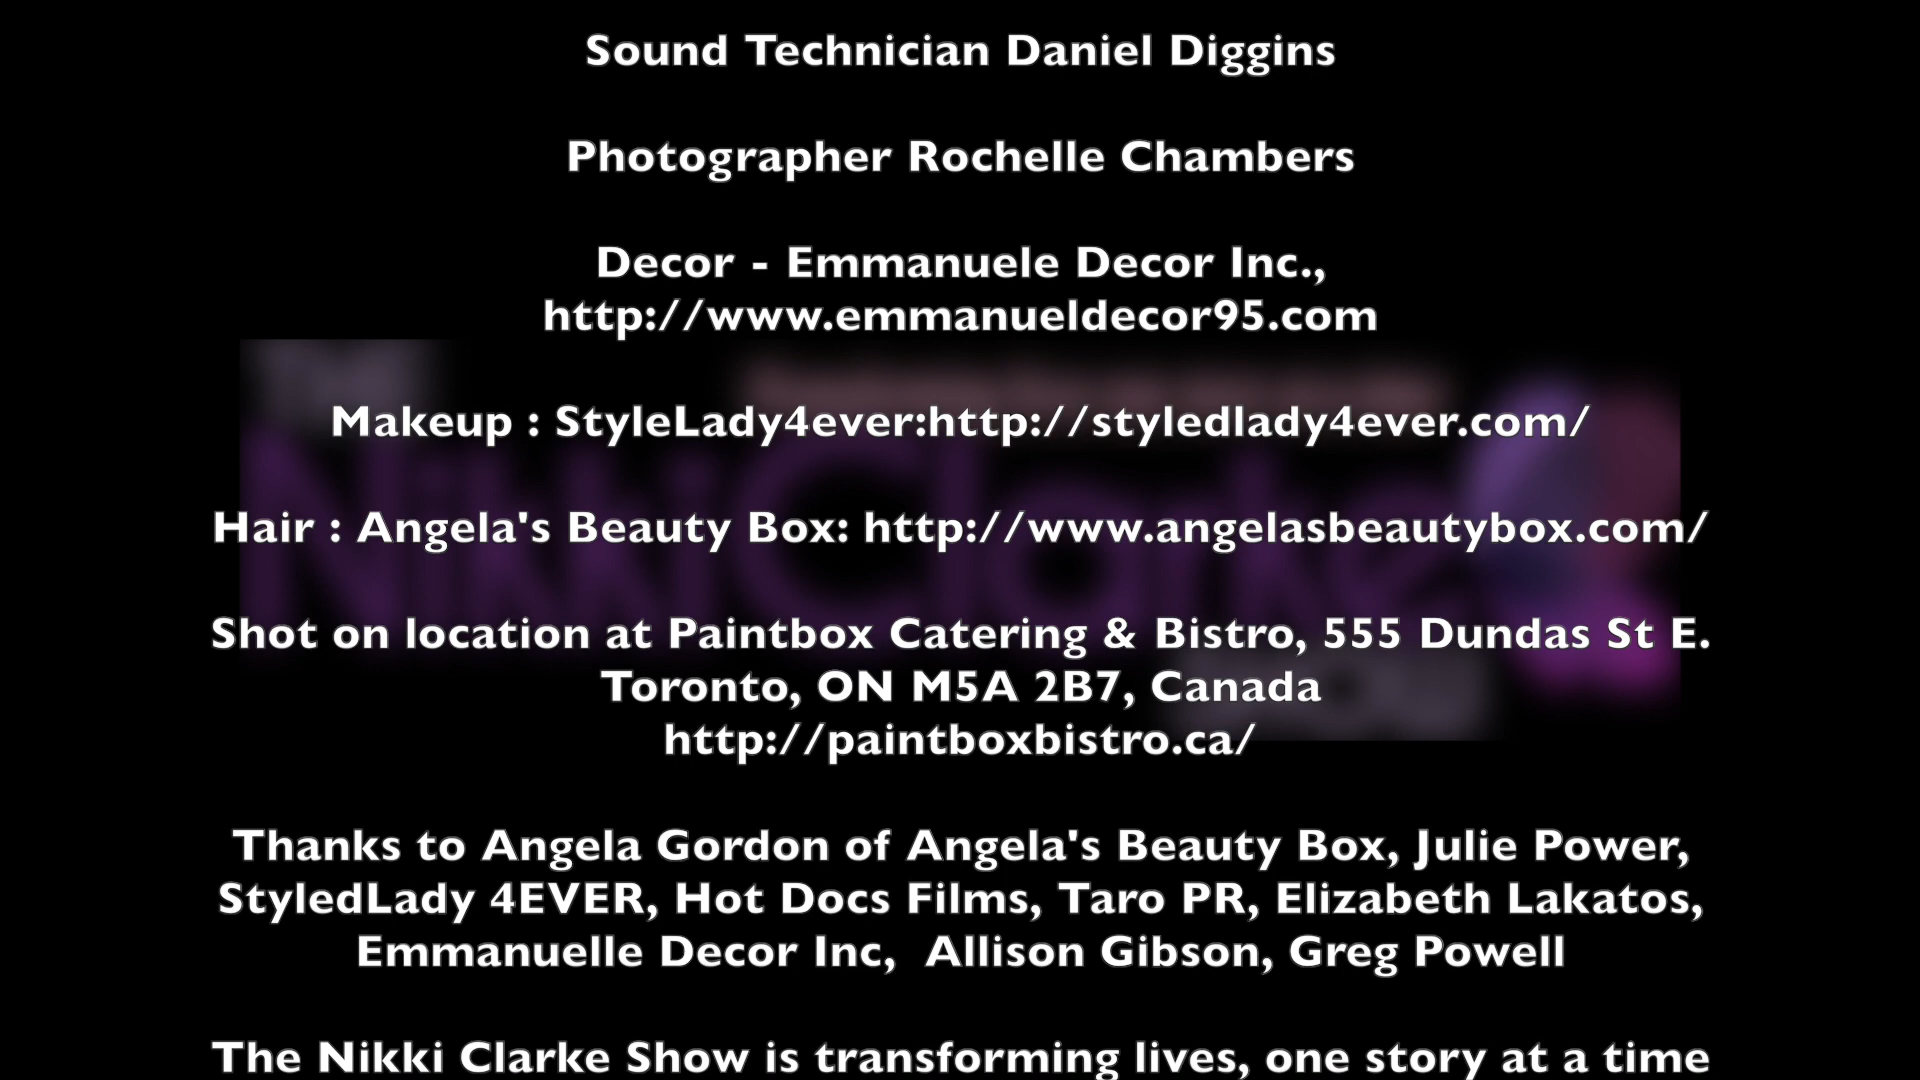 Sound Technician Daniel Diggins
Photographer Rochelle Chambers
Decor - Emmanuele Decor Inc.,
http://www.emmanueldecor95.com
Makeup : StyleLady4ever:http://styledlady4ever.com/
Hair : Angela's Beauty Box: http://www.angelasbeautybox.com/
Nikki Clarke
Shot on location at Paintbox Catering & Bistro, 555 Dundas St E.
Toronto, ON M5A 2B7, Canada
http://paintboxbistro.ca/
Thanks to Angela Gordon of Angela's Beauty Box, Julie Power,
StyledLady 4EVER, Hot Docs Films, Taro PR, Elizabeth Lakatos,
Emmanuelle Decor Inc,  Allison Gibson, Greg Powell
The Nikki Clarke Show is transforming lives, one story at a time